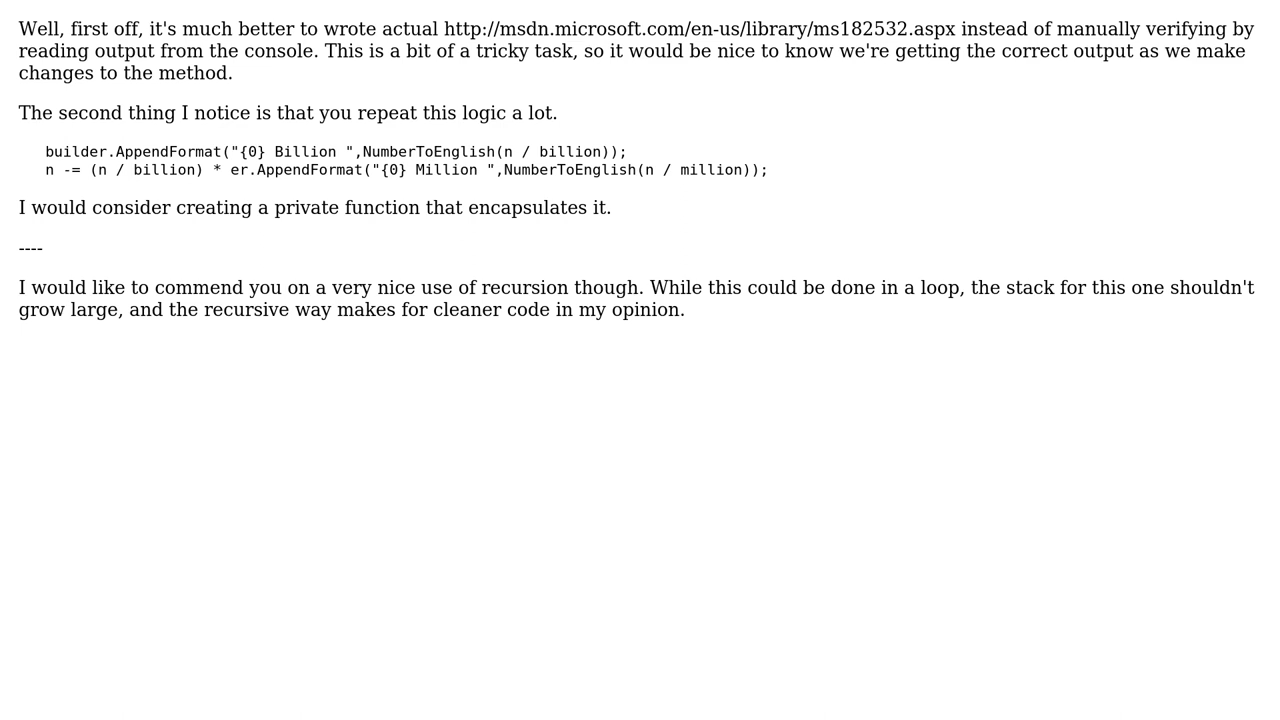 Well, first off, it's much better to wrote actual http://msdn.microsoft.com/en-us/library/ms182532.aspx instead of manually verifying by
reading output from the console. This is a bit of a tricky task, so it would be nice to know we're getting the correct output as we make
changes to the method.
The second thing I notice is that you repeat this logic a lot.
builder.AppendFormat("{0} Billion ",NumberToEnglish(n / billion));
n -= (n / billion) * er.AppendFormat("{0} Million ",NumberToEnglish(n / million));
I would consider creating a private function that encapsulates it.
----
I would like to commend you on a very nice use of recursion though. While this could be done in a loop, the stack for this one shouldn't
grow large, and the recursive way makes for cleaner code in my opinion.